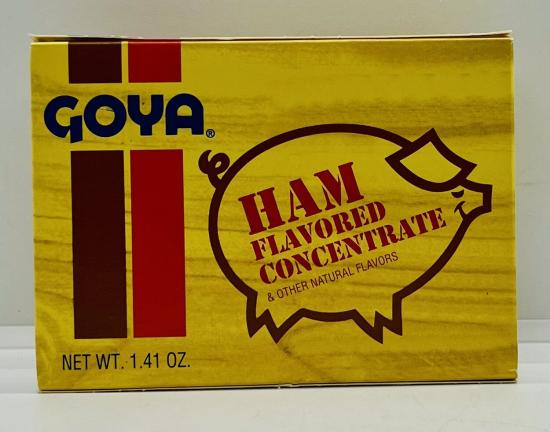 GOYA®
HAM
FLAVORED
CONCENTRATE
& OTHER NATURAL FLAVORS
NET WT. 1.41 OZ.